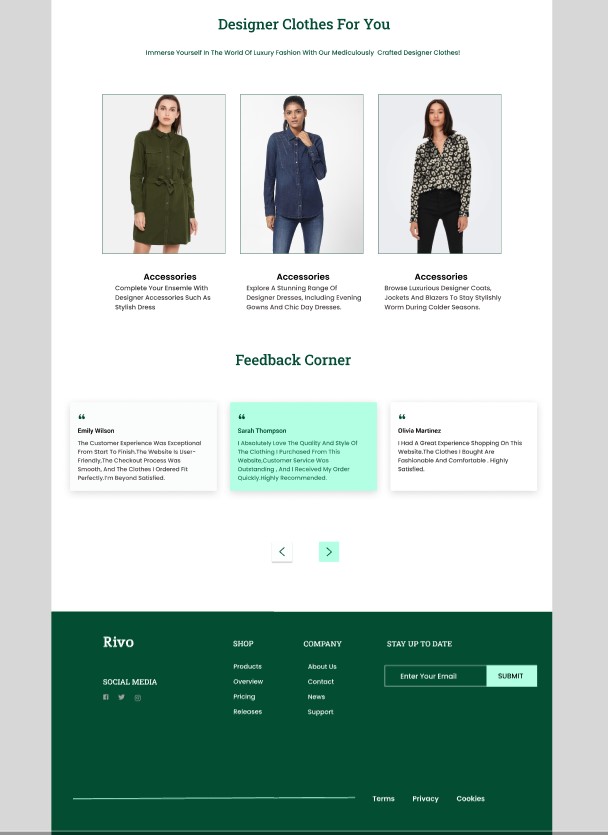 Designer Clothes For You
Immerse Yourself In The World Of Luxury Fashion With Our Mediculously Crafted Designer Clothes!
Accessories
Complete Your Ensemle With
Designer Accessories Such As
Stylish Dress
Accessories
Explore A Stunning Range Of
Designer Dresses, Including Evening
Gowns And Chic Day Dresses.
Accessories
Browse Luxurious Designer Coats,
Jockets And Blazers To Stay Stylishly
Worm During Colder Seasons.
Feedback Corner
“
Emily Wilson
The Customer Experience Was Exceptional
From Start To Finish.The Website Is User-
Friendly,The Checkout Process Was
Smooth, And The Clothes I Ordered Fit
Perfectly.I'm Beyond Satisfied.
“
Sarah Thompson
I Absolutely Love The Quality And Style Of
The Clothing I Purchased From This
Website,Customer Service Was
Outstanding , And I Received My Order
Quickly.Highly Recommended.
“
Olivia Martinez
I Had A Great Experience Shopping On This
Website.The Clothes I Bought Are
Fashionable And Comfortable . Highly
Satisfied.
Rivo
SOCIAL MEDIA
SHOP
Products
Overview
Pricing
Releases
COMPANY
About Us
Contact
News
Support
STAY UP TO DATE
Enter Your Email
SUBMIT
Terms Privacy Cookies